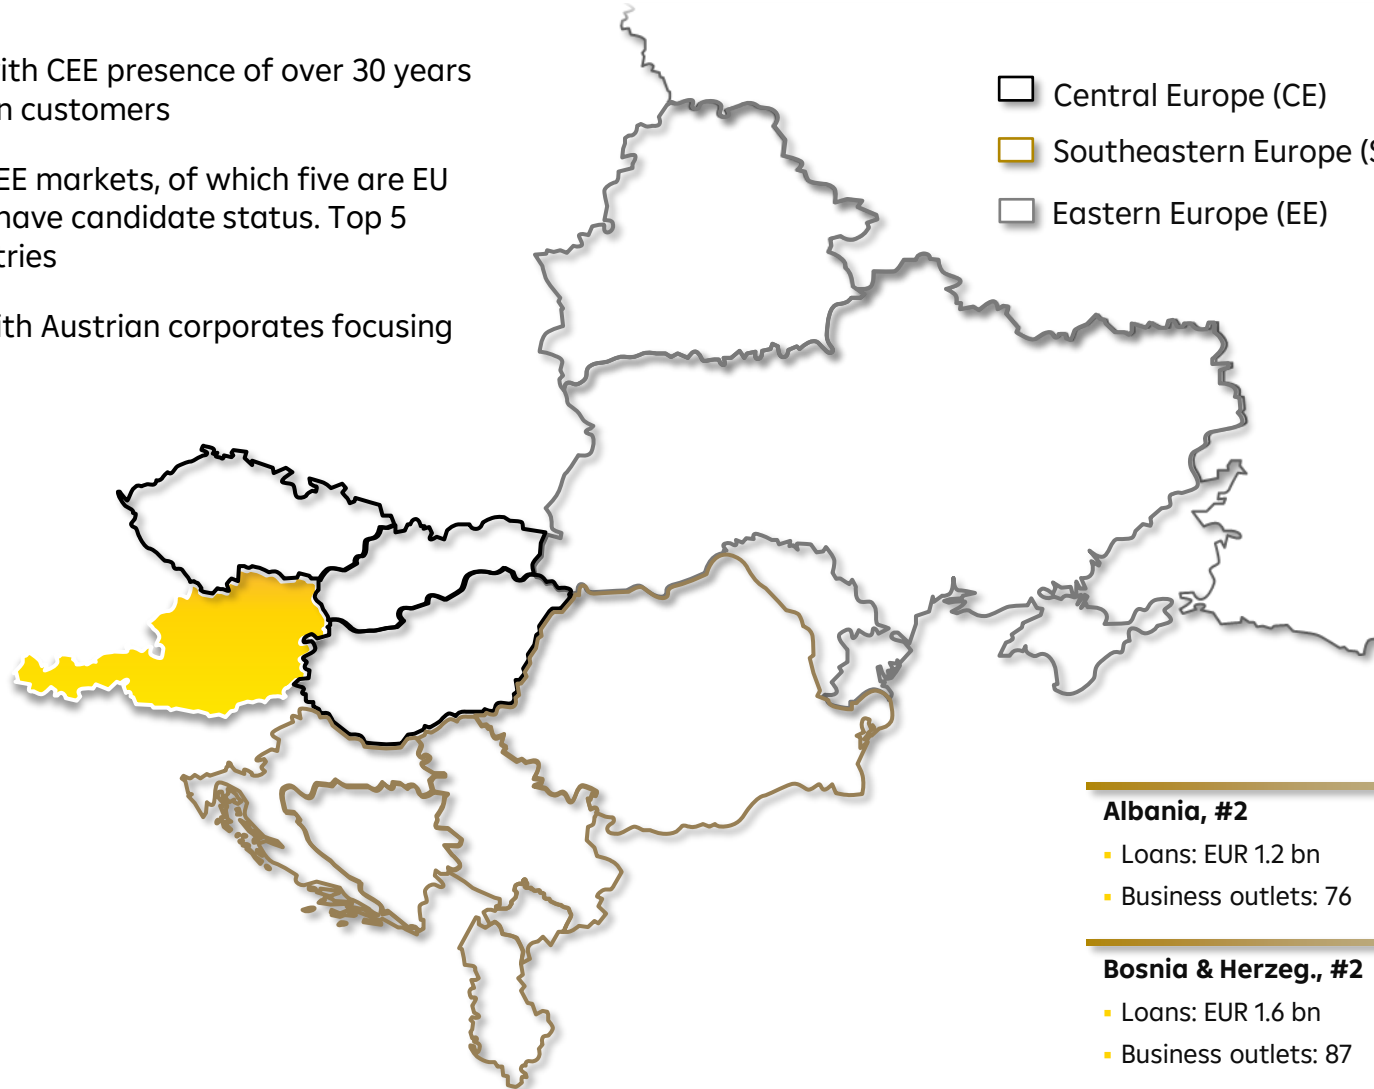 ith CEE presence of over 30 years
n customers
EE markets, of which five are EU
have candidate status. Top 5
tries
ith Austrian corporates focusing
Central Europe (CE)
Southeastern Europe (S
Eastern Europe (EE)
Albania, #2
▪ Loans: EUR 1.2 bn
▪ Business outlets: 76
Bosnia & Herzeg., #2
▪ Loans: EUR 1.6 bn
▪ Business outlets: 87